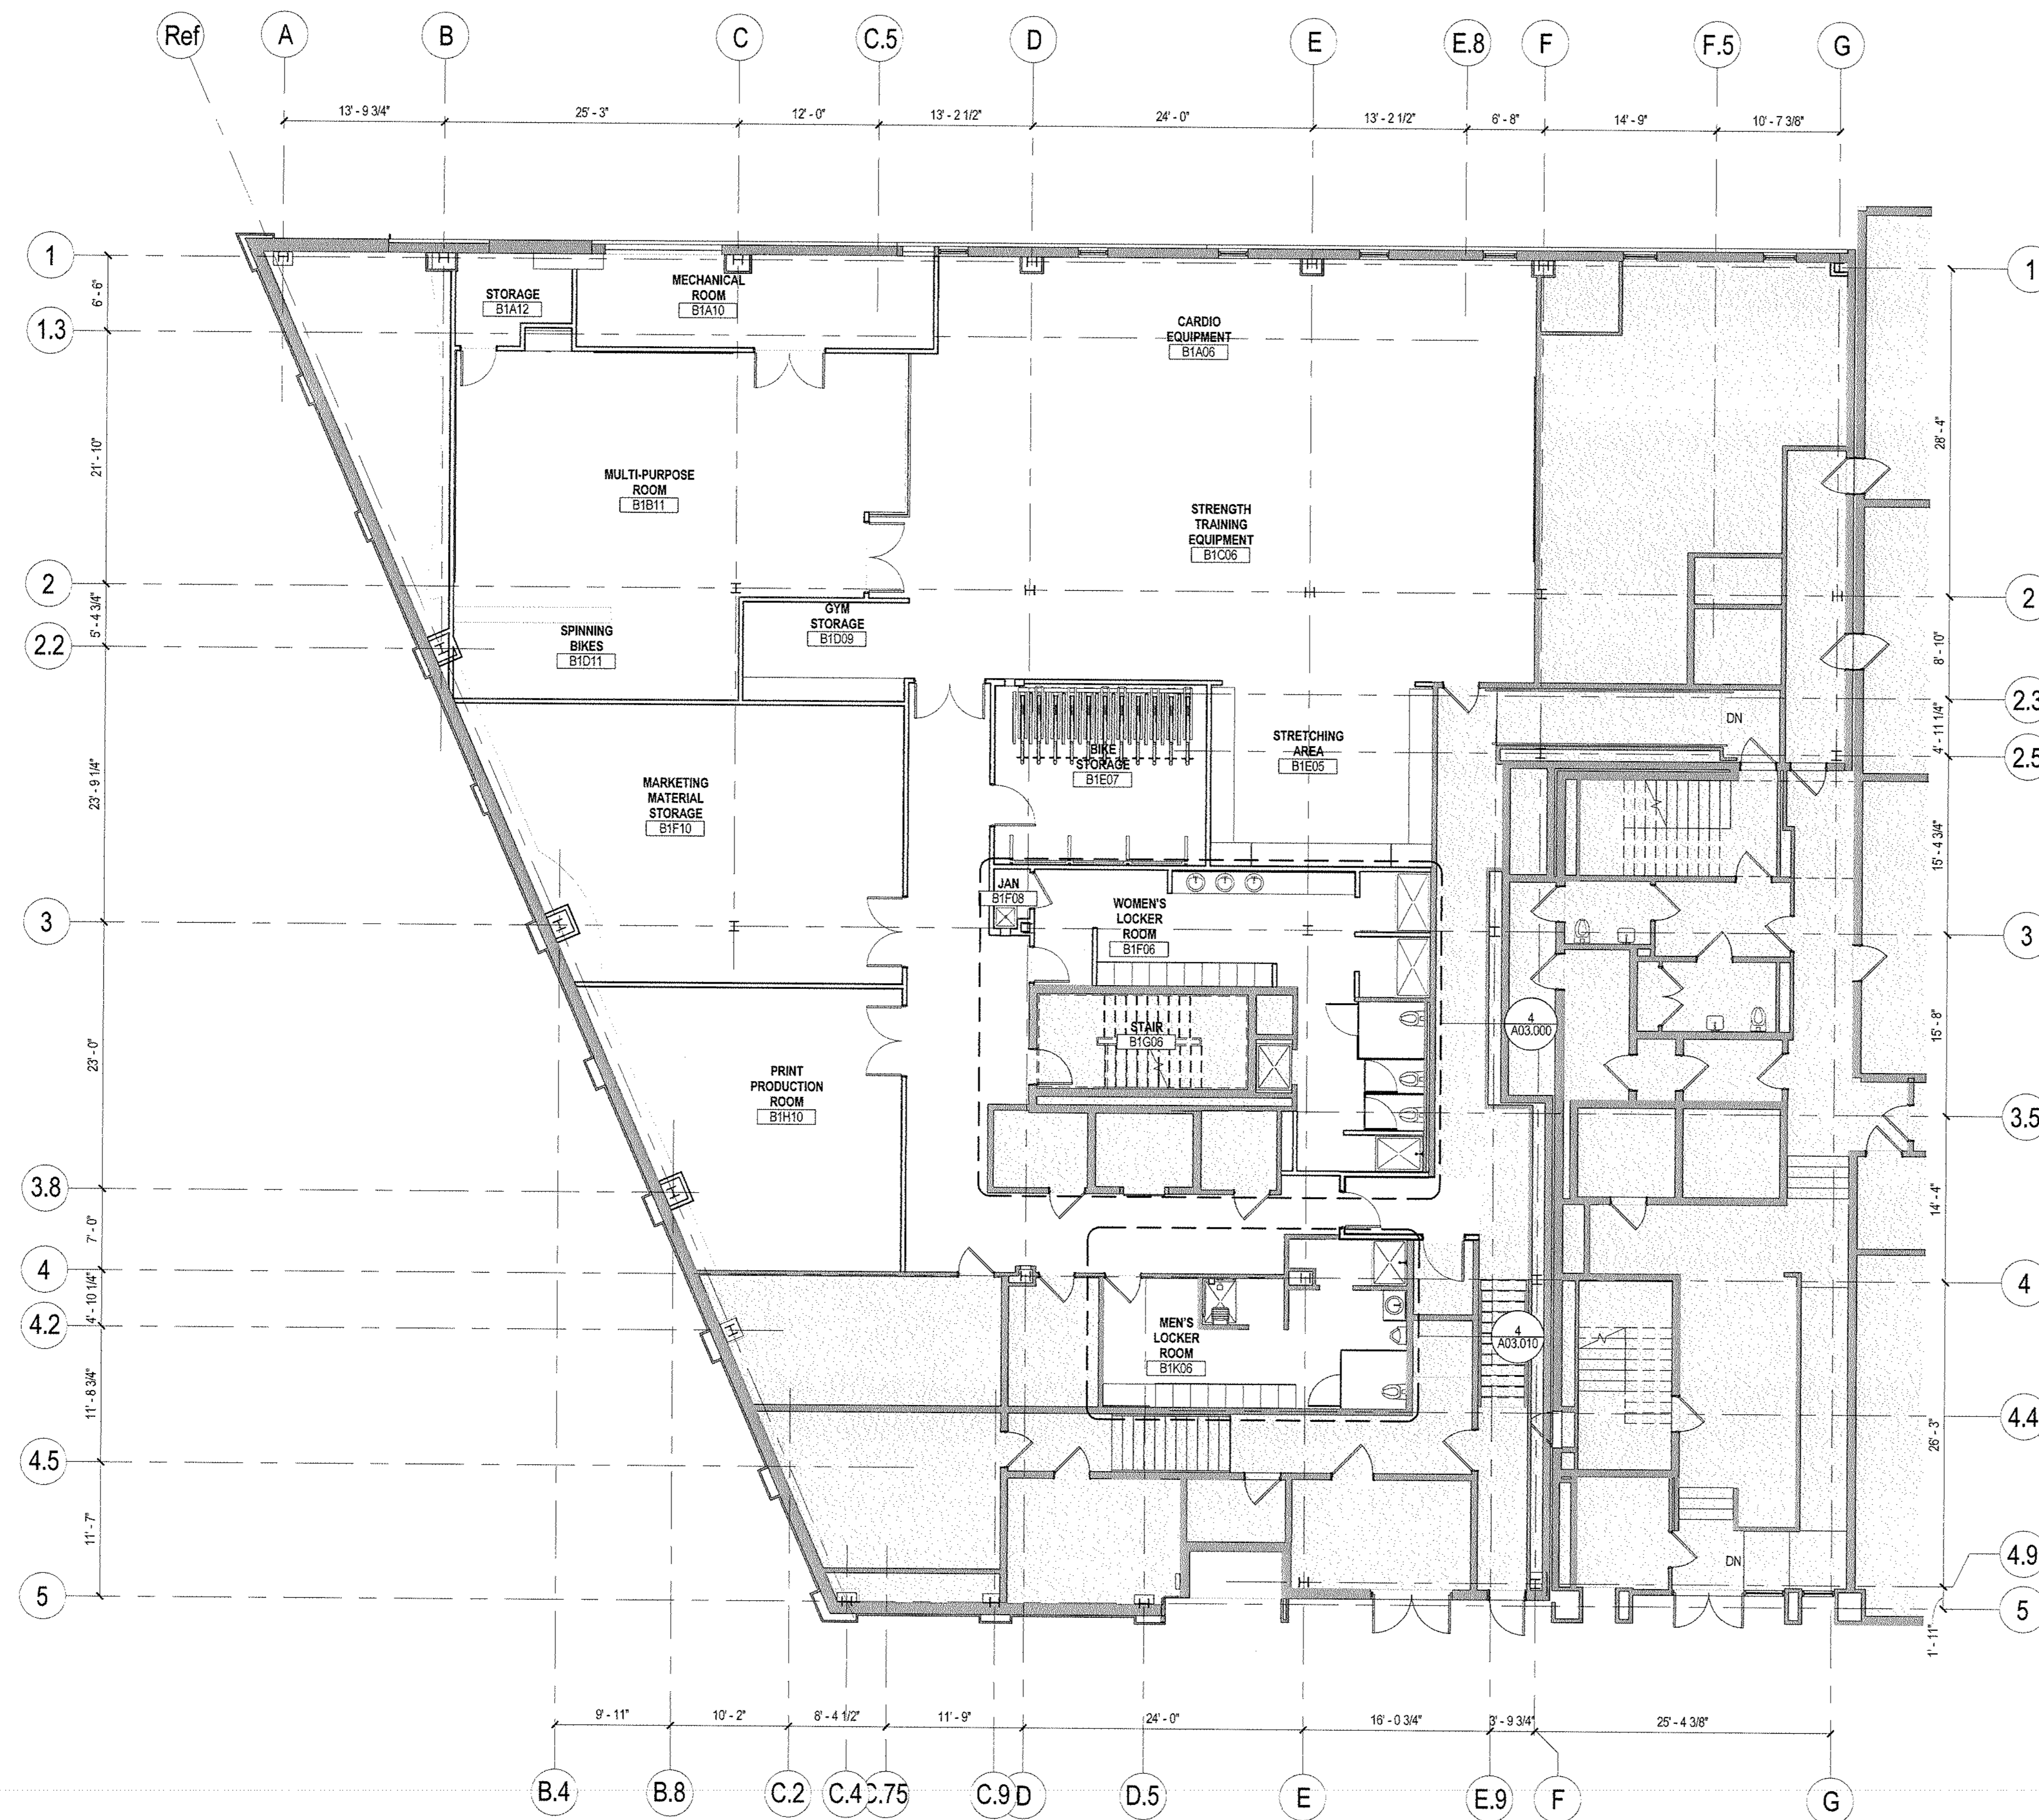 Ref
A
B
C
C.5
D
E
E.8
F
F.5
G
13' - 9 3/4"
25' - 3"
12' - 0"
13' - 2 1/2"
24' - 0"
13' - 2 1/2"
6' - 8"
14' - 9"
10' - 7 3/8"
1
1.3
2
2.2
3
3.8
4
4.2
4.5
5
6' - 6"
21' - 10"
5' - 4 3/4"
23' - 9 1/4"
23' - 0"
7' - 0"
4' - 10 1/4"
11' - 8 3/4"
11' - 7"
STORAGE
B1A12
MECHANICAL
ROOM
B1A10
CARDIO
EQUIPMENT
B1A06
MULTI-PURPOSE
ROOM
B1B11
STRENGTH
TRAINING
EQUIPMENT
B1C06
GYM
STORAGE
B1D09
SPINNING
BIKES
B1D11
BIKE
STORAGE
B1E07
STRETCHING
AREA
B1E05
DN
MARKETING
MATERIAL
STORAGE
B1F10
JAN
B1F08
WOMEN'S
LOCKER
ROOM
B1F06
STAIR
B1G06
4
A03.000
PRINT
PRODUCTION
ROOM
B1H10
MEN'S
LOCKER
ROOM
B1K06
4
A03.010
DN
1
2
2.3
2.5
3
3.5
4
4.4
4.9
5
28' - 4"
8' - 10"
4' - 11 1/4"
15' - 4 3/4"
15' - 8"
14' - 4"
26' - 3"
1' - 11"
9' - 11"
10' - 2"
8' - 4 1/2"
11' - 9"
24' - 0"
16' - 0 3/4"
3' - 9 3/4"
25' - 4 3/8"
B.4
B.8
C.2
C.4
C.75
C.9
D
D.5
E
E.9
F
G